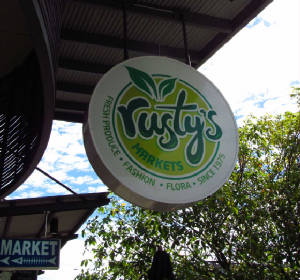 rusty's
MARKETS
FRESH PRODUCE • FASHION • FLORA • SINCE 1975
MARKET